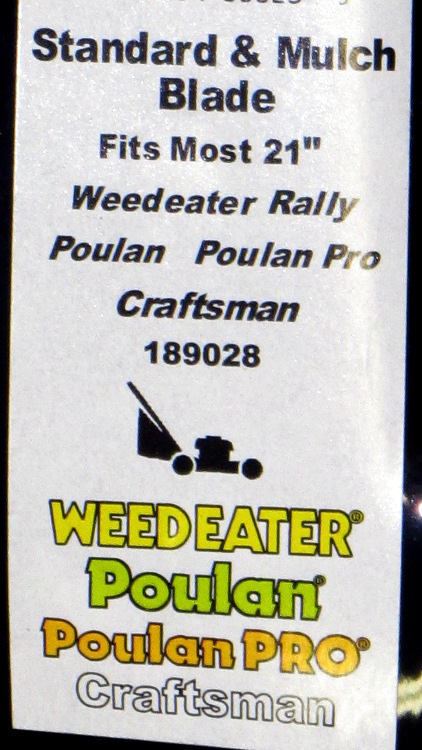 Standard & Mulch
Blade
Fits Most 21"
Weedeater Rally
Poulan Poulan Pro
Craftsman
189028
WEEDEATER®
Poulan®
Poulan PRO®
Craftsman